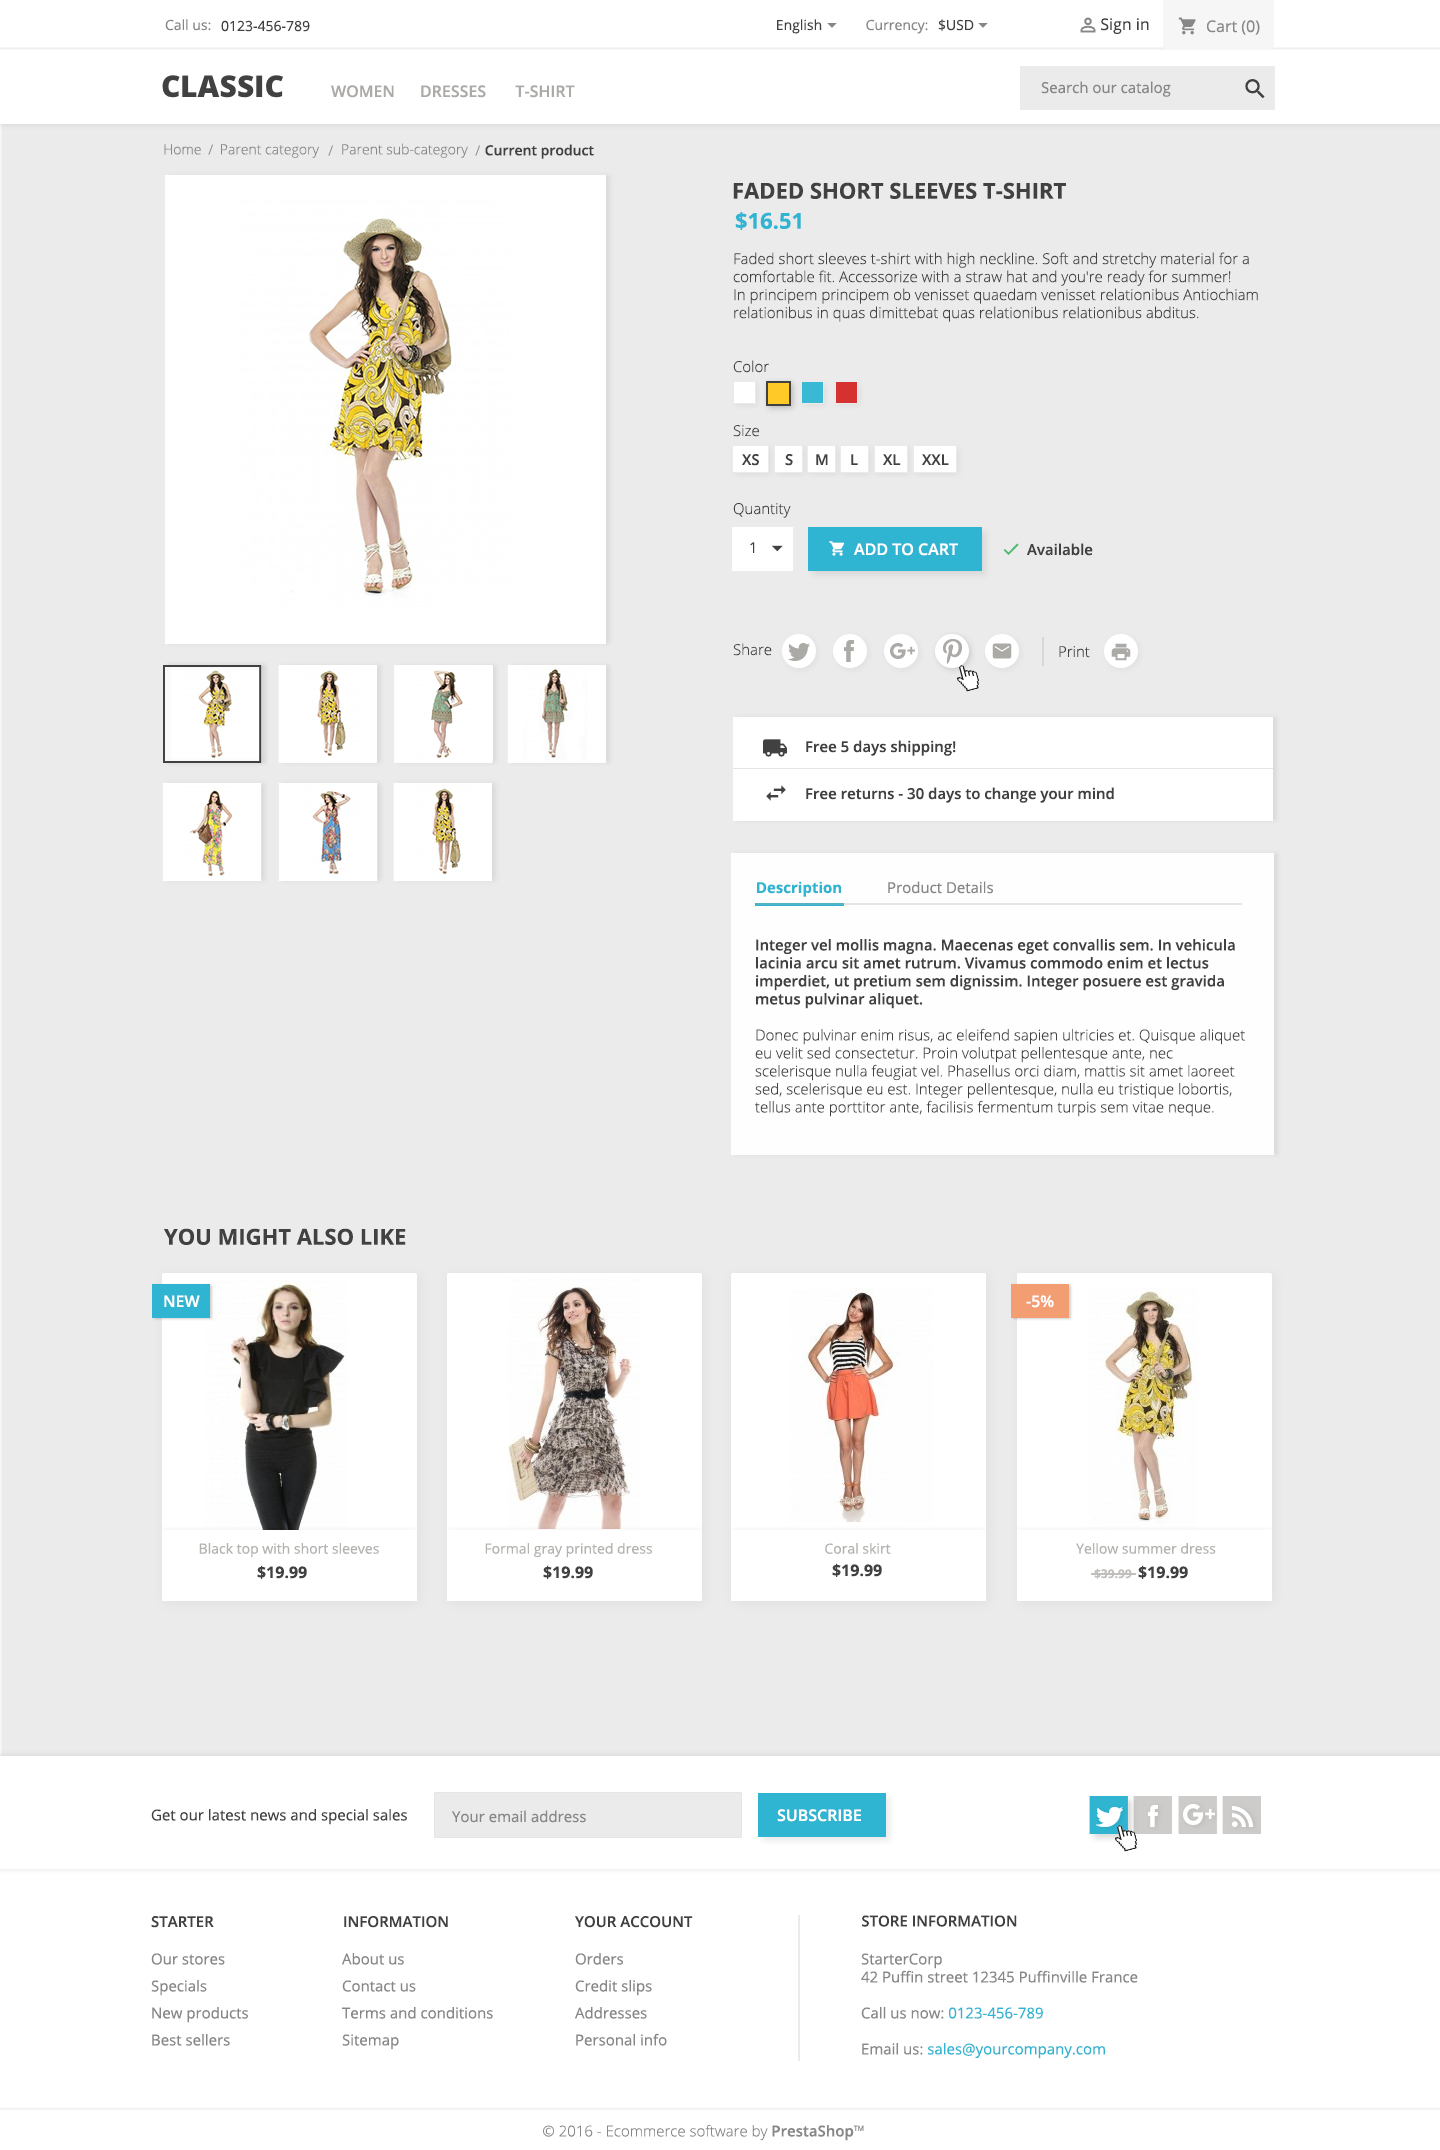 Call us: 0123-456-789
English
Currency: $USD
Sign in
Cart (0)
CLASSIC
WOMEN DRESSES T-SHIRT
Search our catalog
Home / Parent category / Parent sub-category / Current product
FADED SHORT SLEEVES T-SHIRT
$16.51
Faded short sleeves t-shirt with high neckline. Soft and stretchy material for a
comfortable fit. Accessorize with a straw hat and you're ready for summer!
In principem principem ob venisset quaedam venisset relationibus Antiochiam
relationibus in quas dimittebat quas relationibus relationibus abditus.
Color
Size
XS S M L XL XXL
Quantity
1
ADD TO CART
Available
Share
Print
Free 5 days shipping!
Free returns - 30 days to change your mind
Description
Product Details
Integer vel mollis magna. Maecenas eget convallis sem. In vehicula
lacinia arcu sit amet rutrum. Vivamus commodo enim et lectus
imperdiet, ut pretium sem dignissim. Integer posuere est gravida
metus pulvinar aliquet.
Donec pulvinar enim risus, ac eleifend sapien ultricies et. Quisque aliquet
eu velit sed consectetur. Proin volutpat pellentesque ante, nec
scelerisque nulla feugiat vel. Phasellus orci diam, mattis sit amet laoreet
sed, scelerisque eu est. Integer pellentesque, nulla eu tristique lobortis,
tellus ante porttitor ante, facilisis fermentum turpis sem vitae neque.
YOU MIGHT ALSO LIKE
NEW
Black top with short sleeves
$19.99
Formal gray printed dress
$19.99
Coral skirt
$19.99
-5%
Yellow summer dress
$39.99 $19.99
Get our latest news and special sales
Your email address
SUBSCRIBE
STARTER
Our stores
Specials
New products
Best sellers
INFORMATION
About us
Contact us
Terms and conditions
Sitemap
YOUR ACCOUNT
Orders
Credit slips
Addresses
Personal info
STORE INFORMATION
StarterCorp
42 Puffin street 12345 Puffinville France
Call us now: 0123-456-789
Email us: sales@yourcompany.com
© 2016 - Ecommerce software by PrestaShop™